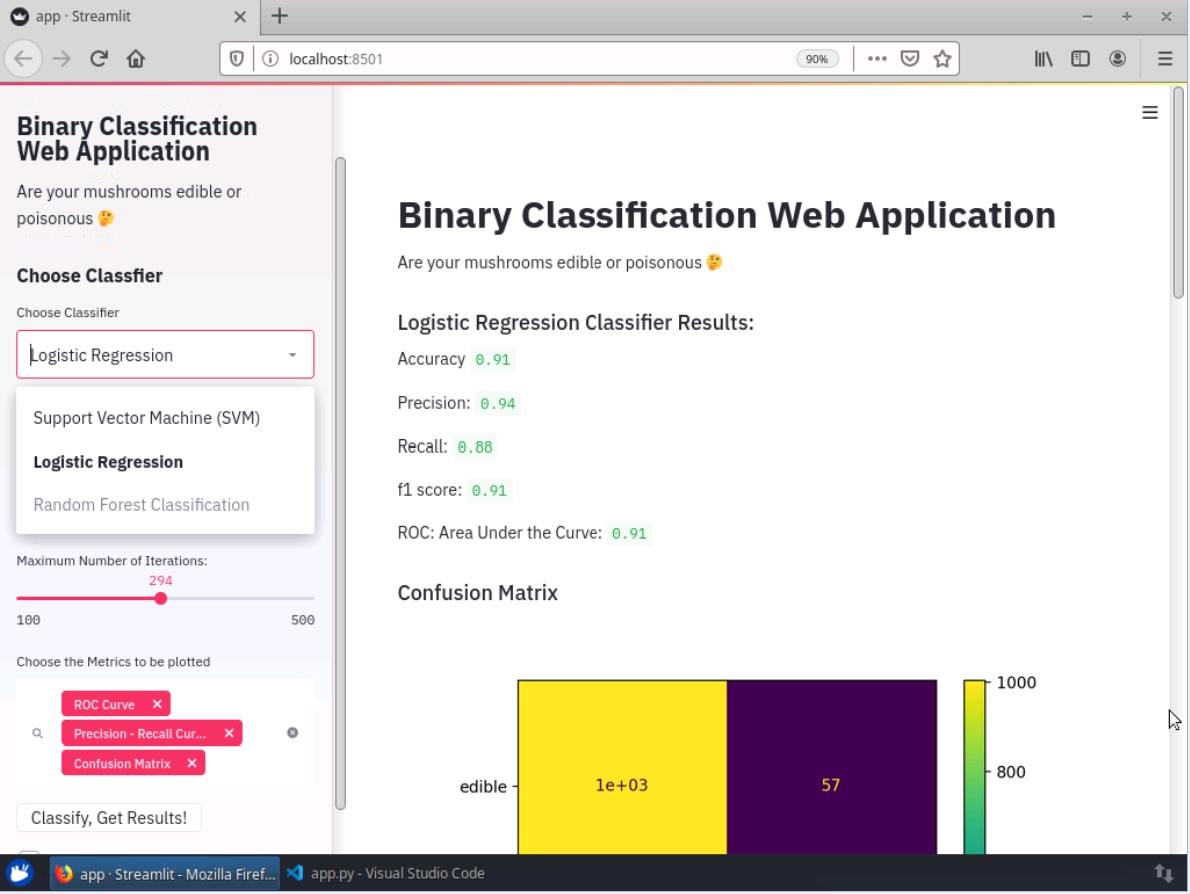 app · Streamlit
localhost:8501
90%
Binary Classification
Web Application
Are your mushrooms edible or
poisonous 🤔
Choose Classfier
Choose Classifier
Logistic Regression
Support Vector Machine (SVM)
Logistic Regression
Random Forest Classification
Maximum Number of Iterations:
294
100 500
Choose the Metrics to be plotted
ROC Curve
Precision - Recall Cur...
Confusion Matrix
Classify, Get Results!
Binary Classification Web Application
Are your mushrooms edible or poisonous 🤔
Logistic Regression Classifier Results:
Accuracy 0.91
Precision: 0.94
Recall: 0.88
f1 score: 0.91
ROC: Area Under the Curve: 0.91
Confusion Matrix
1000
800
edible 1e+03 57
app · Streamlit - Mozilla Firef... app.py - Visual Studio Code